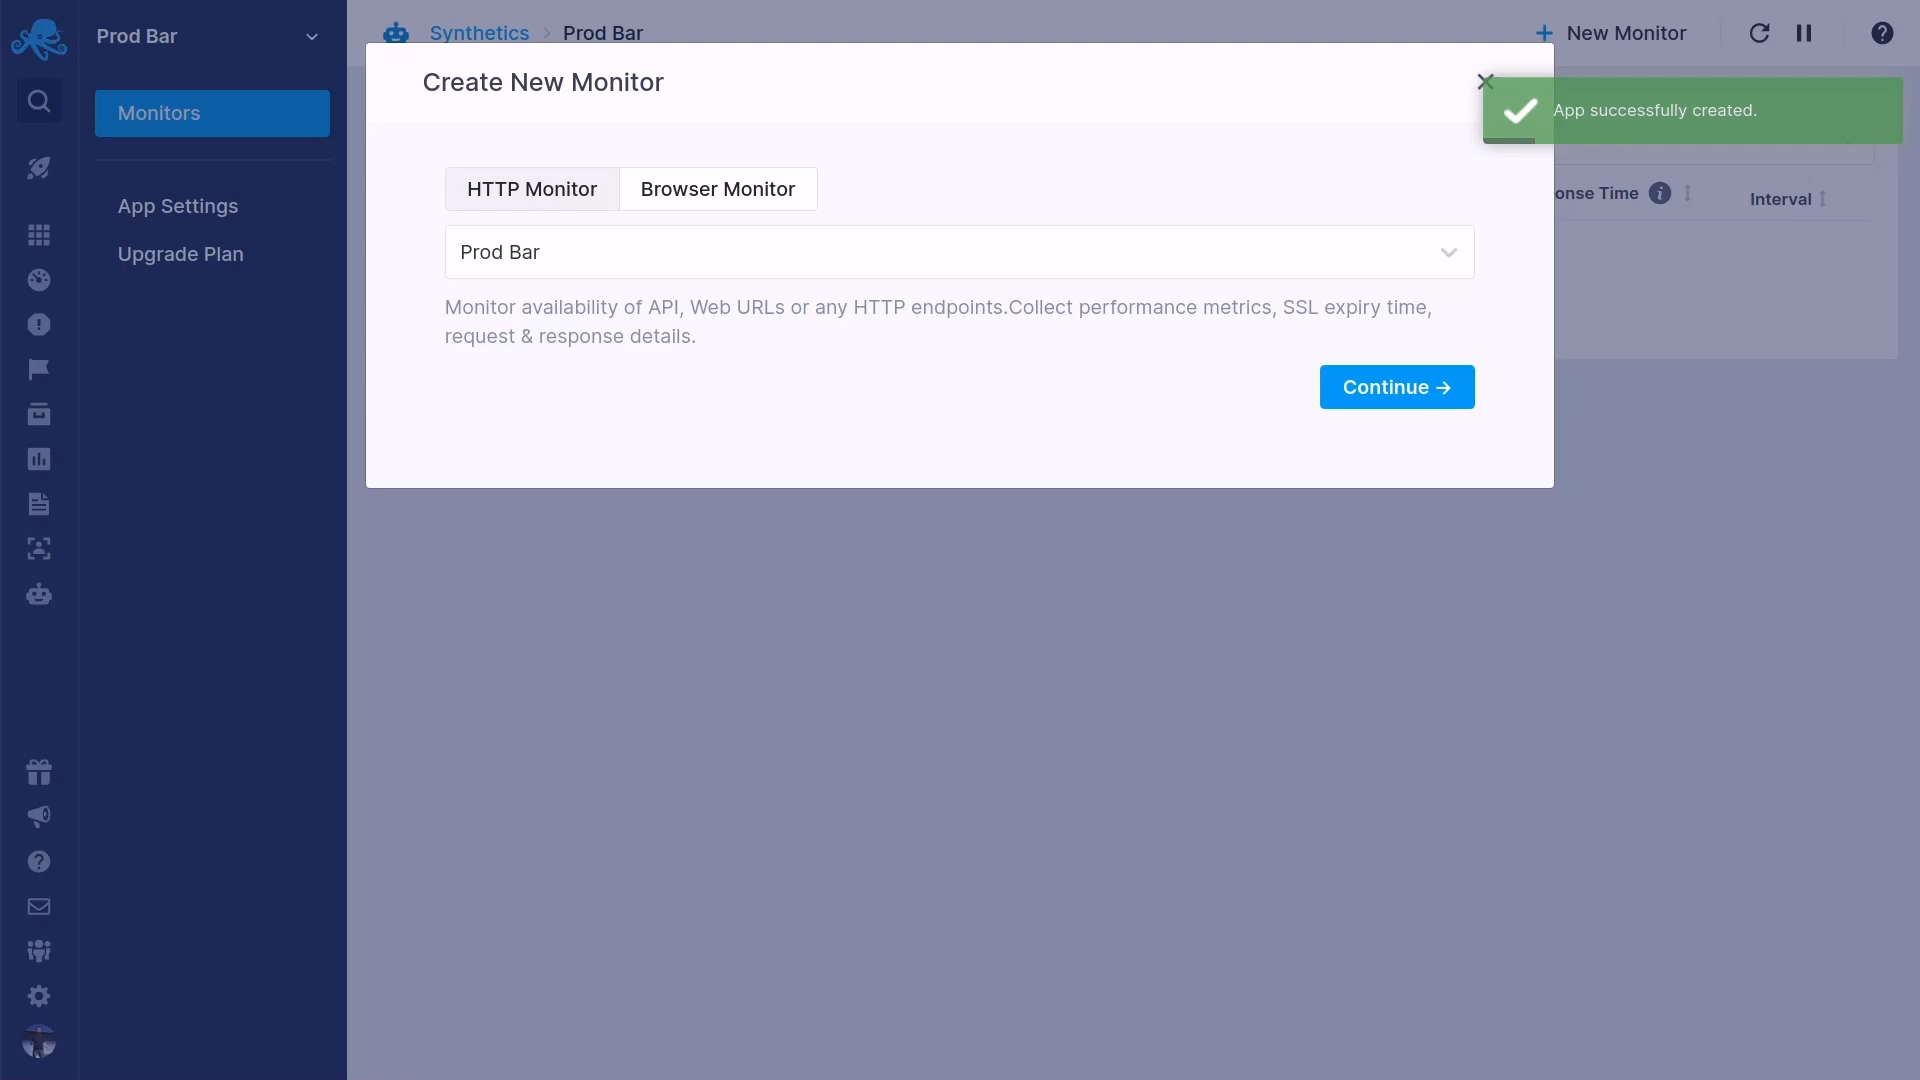 Prod Bar
Monitors
App Settings
Upgrade Plan
Synthetics > Prod Bar
+ New Monitor
Create New Monitor
App successfully created.
HTTP Monitor
Browser Monitor
Prod Bar
Monitor availability of API, Web URLs or any HTTP endpoints.Collect performance metrics, SSL expiry time,
request & response details.
Continue →
onse Time
Interval